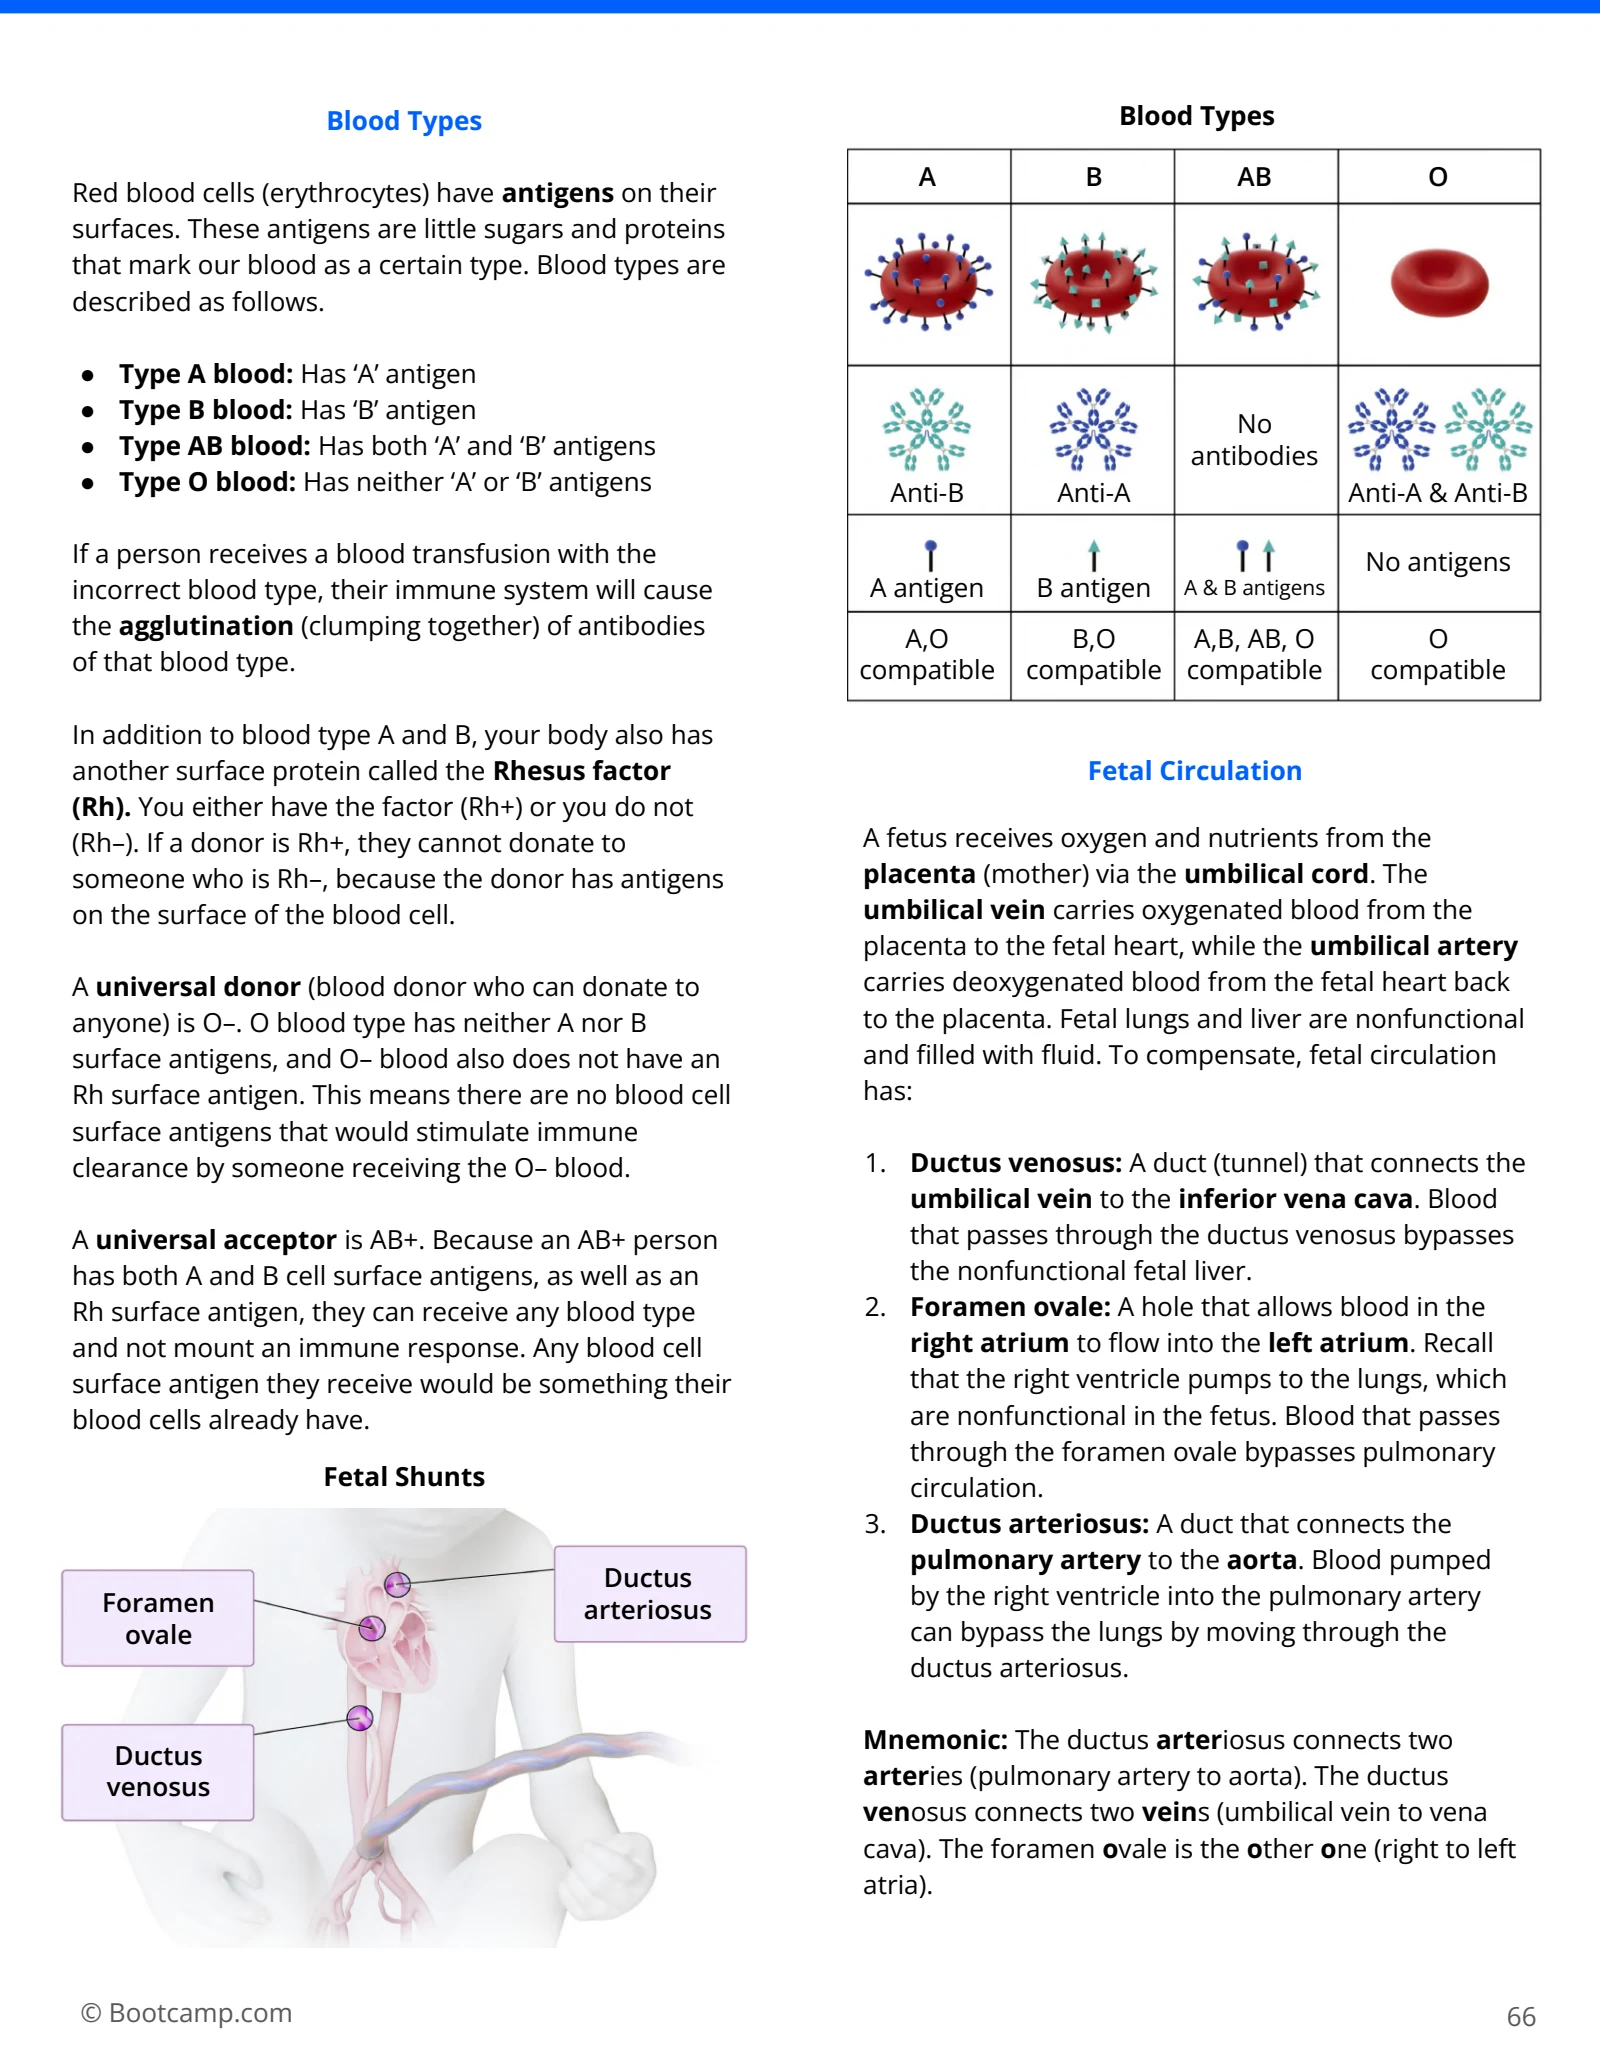 Blood Types
Red blood cells (erythrocytes) have antigens on their
surfaces. These antigens are little sugars and proteins
that mark our blood as a certain type. Blood types are
described as follows.
● Type A blood: Has ‘A’ antigen
● Type B blood: Has ‘B’ antigen
● Type AB blood: Has both ‘A’ and ‘B’ antigens
● Type O blood: Has neither ‘A’ or ‘B’ antigens
If a person receives a blood transfusion with the
incorrect blood type, their immune system will cause
the agglutination (clumping together) of antibodies
of that blood type.
In addition to blood type A and B, your body also has
another surface protein called the Rhesus factor
(Rh). You either have the factor (Rh+) or you do not
(Rh–). If a donor is Rh+, they cannot donate to
someone who is Rh–, because the donor has antigens
on the surface of the blood cell.
A universal donor (blood donor who can donate to
anyone) is O–. O blood type has neither A nor B
surface antigens, and O– blood also does not have an
Rh surface antigen. This means there are no blood cell
surface antigens that would stimulate immune
clearance by someone receiving the O– blood.
A universal acceptor is AB+. Because an AB+ person
has both A and B cell surface antigens, as well as an
Rh surface antigen, they can receive any blood type
and not mount an immune response. Any blood cell
surface antigen they receive would be something their
blood cells already have.
Fetal Shunts
Foramen
ovale
Ductus
arteriosus
Ductus
venosus
Blood Types
A B AB O
No
antibodies
Anti-B Anti-A Anti-A & Anti-B
A antigen B antigen A & B antigens No antigens
A,O B,O A,B, AB, O O
compatible compatible compatible compatible
Fetal Circulation
A fetus receives oxygen and nutrients from the
placenta (mother) via the umbilical cord. The
umbilical vein carries oxygenated blood from the
placenta to the fetal heart, while the umbilical artery
carries deoxygenated blood from the fetal heart back
to the placenta. Fetal lungs and liver are nonfunctional
and filled with fluid. To compensate, fetal circulation
has:
1. Ductus venosus: A duct (tunnel) that connects the
umbilical vein to the inferior vena cava. Blood
that passes through the ductus venosus bypasses
the nonfunctional fetal liver.
2. Foramen ovale: A hole that allows blood in the
right atrium to flow into the left atrium. Recall
that the right ventricle pumps to the lungs, which
are nonfunctional in the fetus. Blood that passes
through the foramen ovale bypasses pulmonary
circulation.
3. Ductus arteriosus: A duct that connects the
pulmonary artery to the aorta. Blood pumped
by the right ventricle into the pulmonary artery
can bypass the lungs by moving through the
ductus arteriosus.
Mnemonic: The ductus arteriosus connects two
arteries (pulmonary artery to aorta). The ductus
venosus connects two veins (umbilical vein to vena
cava). The foramen ovale is the other one (right to left
atria).
© Bootcamp.com
66